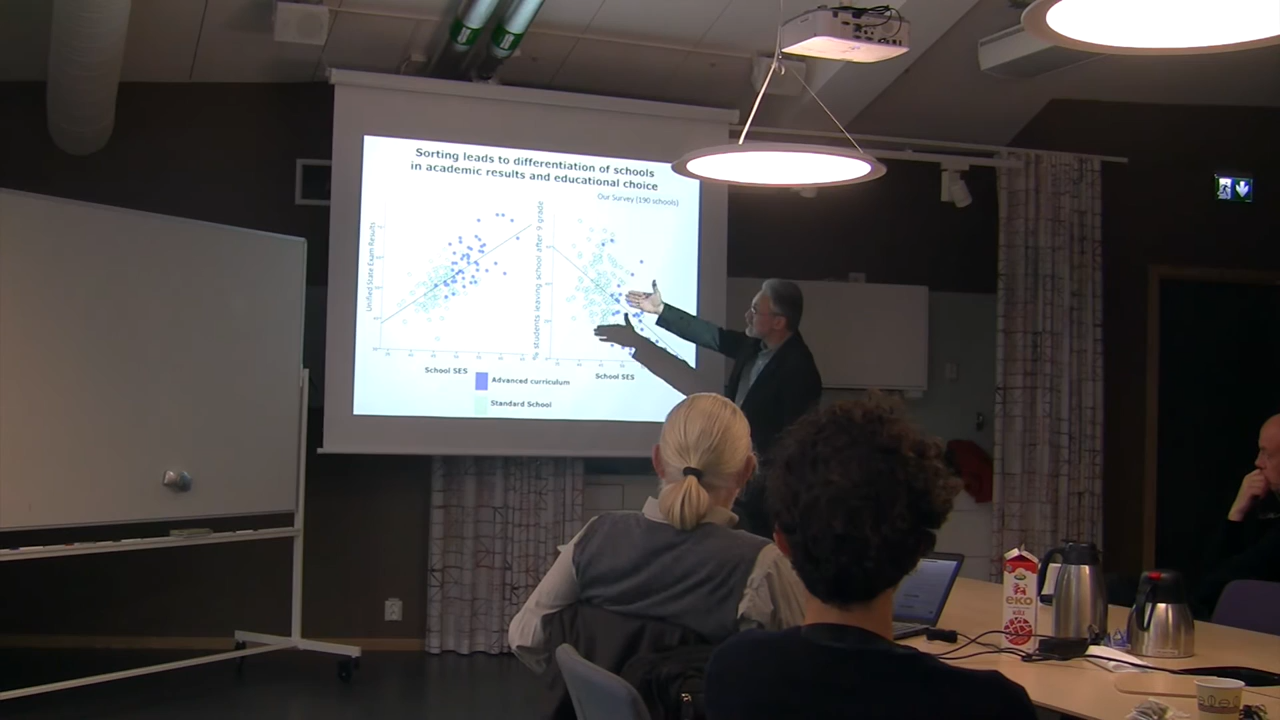 Sorting leads to differentiation of schools
in academic results and educational choice
Our Survey (190 schools)
Unified State Exam Results
% students leaving school after 9 grade
School SES
School SES
Advanced curriculum
Standard School
eko